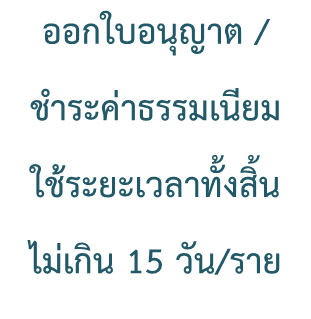 ออกใบอนุญาต /
ชำระค่าธรรมเนียม
ใช้ระยะเวลาทั้งสิ้น
ไม่เกิน 15 วัน/ราย